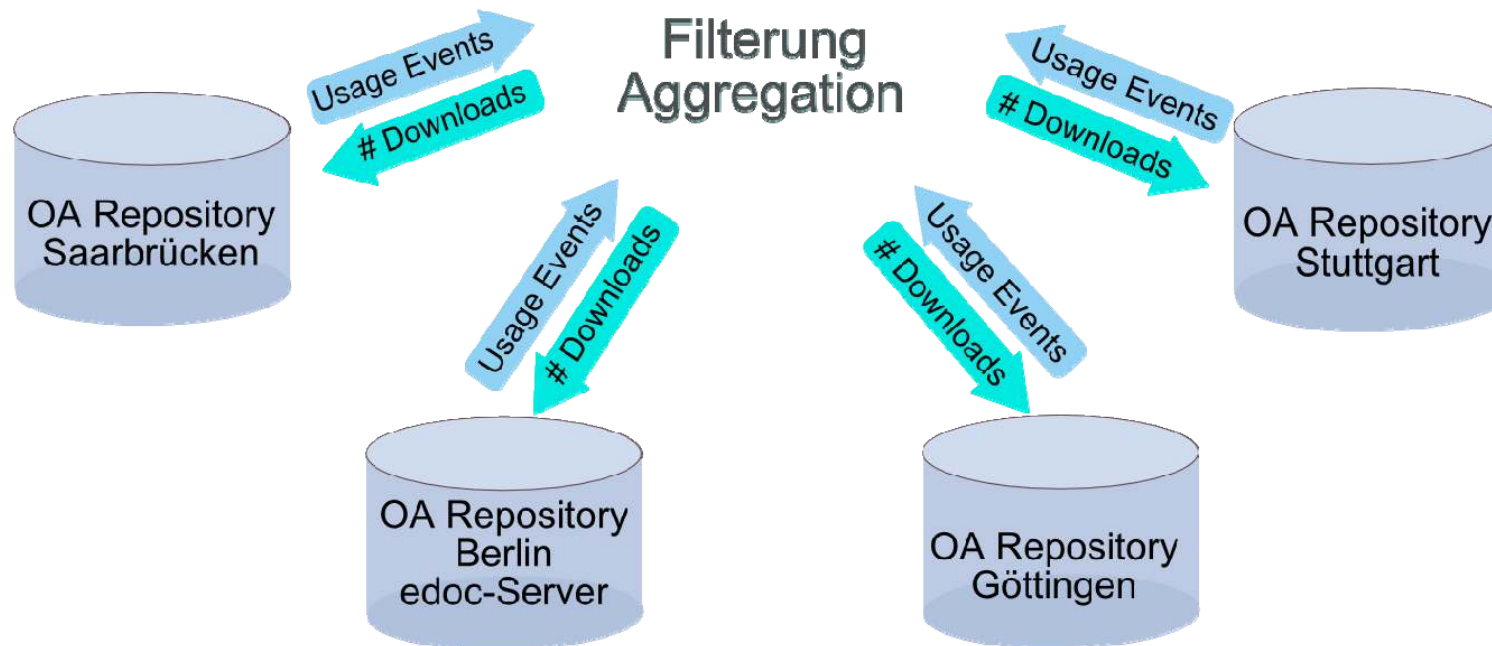 Filterung
Aggregation
Usage Events
# Downloads
Usage Events
# Downloads
OA Repository
Saarbrücken
OA Repository
Stuttgart
Usage Events
# Downloads
Usage Events
# Downloads
OA Repository
Berlin
edoc-Server
OA Repository
Göttingen